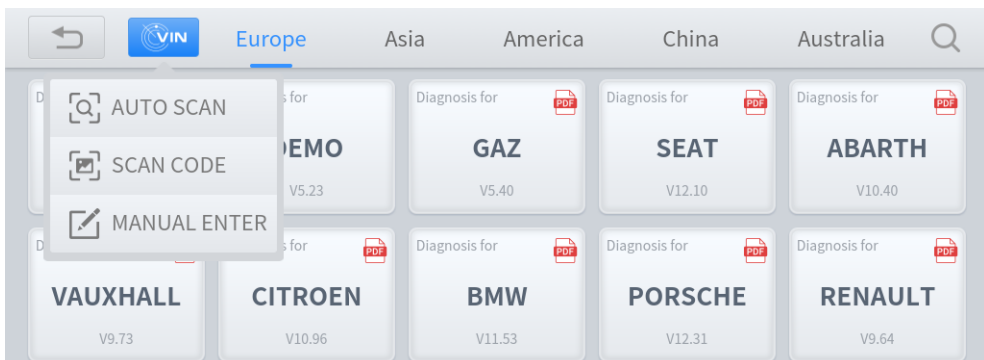 VIN Europe Asia America China Australia
AUTO SCAN
SCAN CODE
MANUAL ENTER
for
DEMO
V5.23
Diagnosis for
PDF
GAZ
V5.40
Diagnosis for
PDF
SEAT
V12.10
Diagnosis for
PDF
ABARTH
V10.40
VAUXHALL
V9.73
for
PDF
CITROEN
V10.96
Diagnosis for
PDF
BMW
V11.53
Diagnosis for
PDF
PORSCHE
V12.31
Diagnosis for
PDF
RENAULT
V9.64